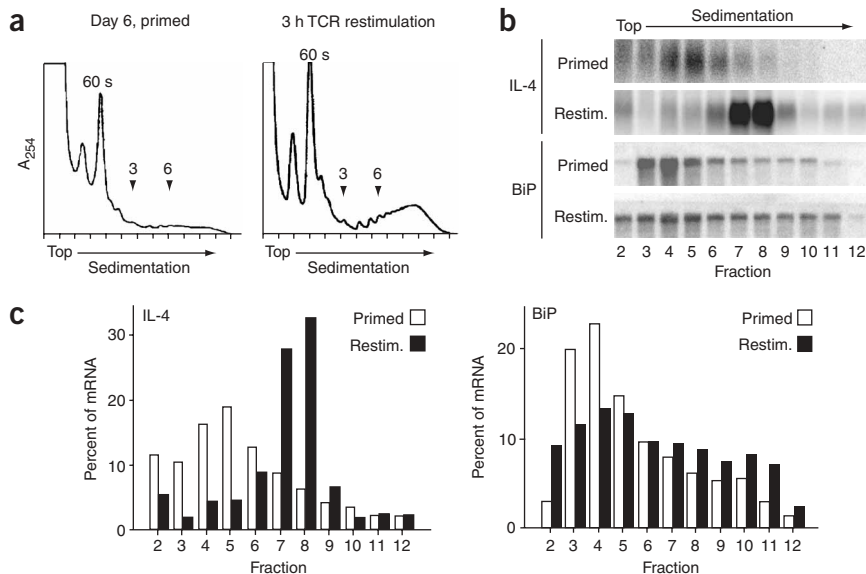 a
Day 6, primed
3 h TCR restimulation
60 s
60 s
3 6
3 6
A254
Top
Sedimentation
Top
Sedimentation
b
Top Sedimentation
IL-4
Primed
Restim.
BiP
Primed
Restim.
2 3 4 5 6 7 8 9 10 11 12
Fraction
c
IL-4
Primed
Restim.
Percent of mRNA
30
20
10
0
2 3 4 5 6 7 8 9 10 11 12
Fraction
BiP
Primed
Restim.
Percent of mRNA
20
10
0
2 3 4 5 6 7 8 9 10 11 12
Fraction